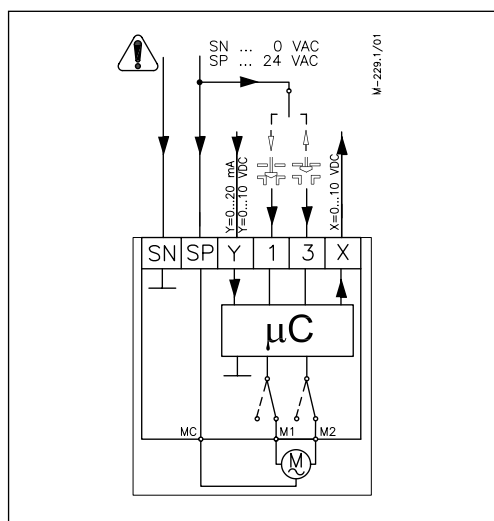 SN ... 0 VAC
SP ... 24 VAC
M-229.1/01
Y=0...20 mA
Y=0...10 VDC
X=0...10 VDC
SN SP Y 1 3 X
µC
MC M1 M2
M